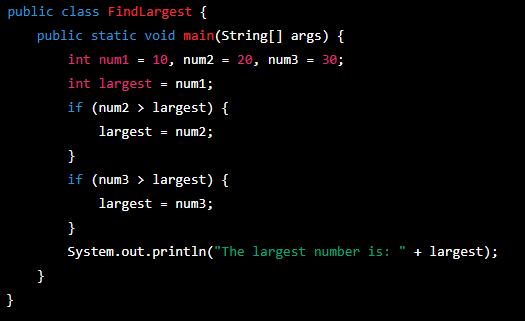 public class FindLargest {
    public static void main(String[] args) {
        int num1 = 10, num2 = 20, num3 = 30;
        int largest = num1;
        if (num2 > largest) {
            largest = num2;
        }
        if (num3 > largest) {
            largest = num3;
        }
        System.out.println("The largest number is: " + largest);
    }
}